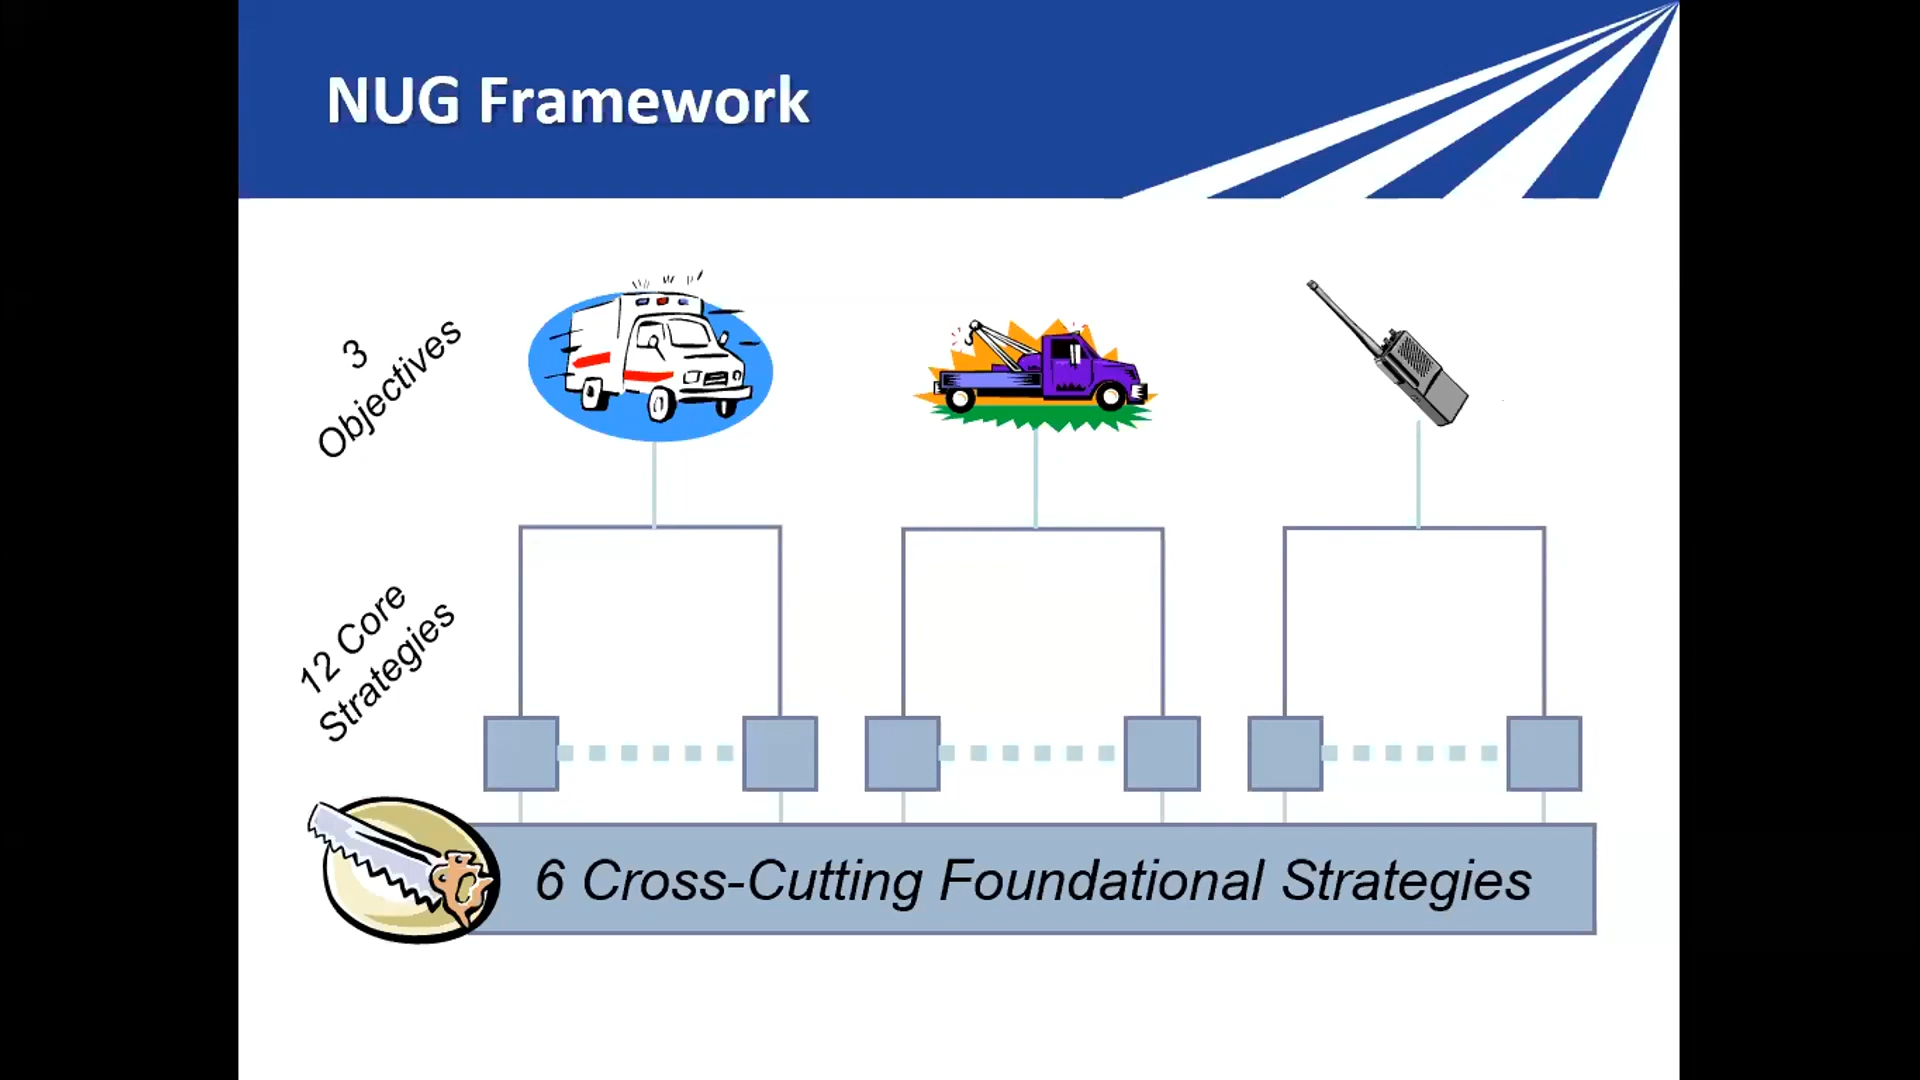 NUG Framework
3
Objectives
12 Core
Strategies
6 Cross-Cutting Foundational Strategies